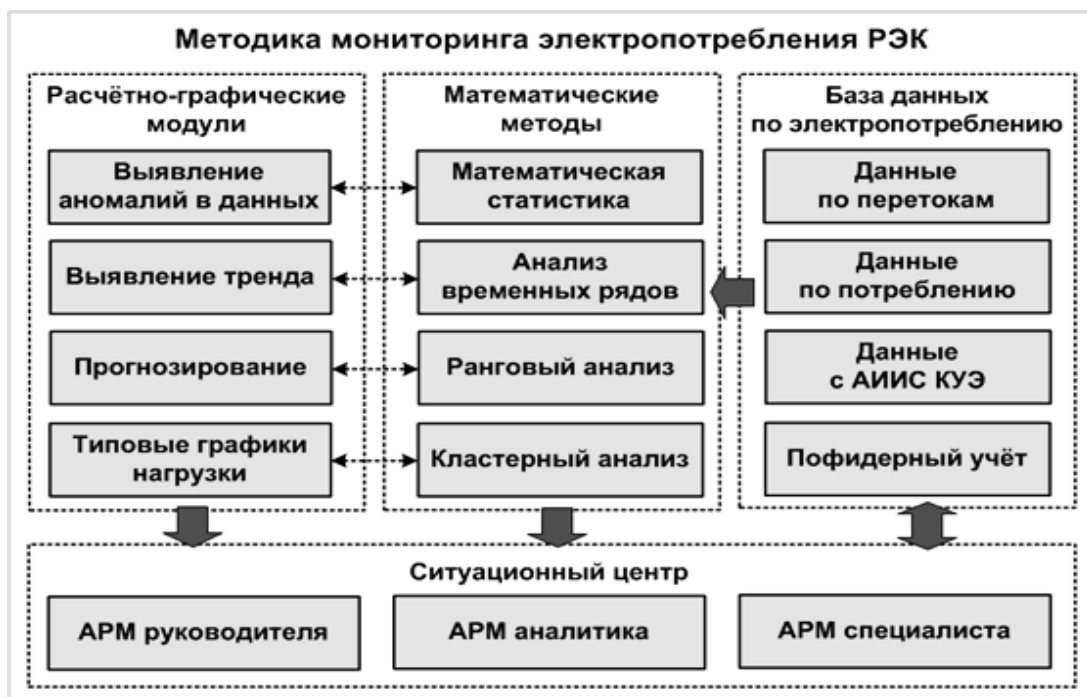 Методика мониторинга электропотребления РЭК
Расчётно-графические
модули
Выявление
аномалий в данных
Выявление тренда
Прогнозирование
Типовые графики
нагрузки
Математические
методы
Математическая
статистика
Анализ
временных рядов
Ранговый анализ
Кластерный анализ
База данных
по электропотреблению
Данные
по перетокам
Данные
по потреблению
Данные
с АИИС КУЭ
Пофидерный учёт
Ситуационный центр
АРМ руководителя
АРМ аналитика
АРМ специалиста